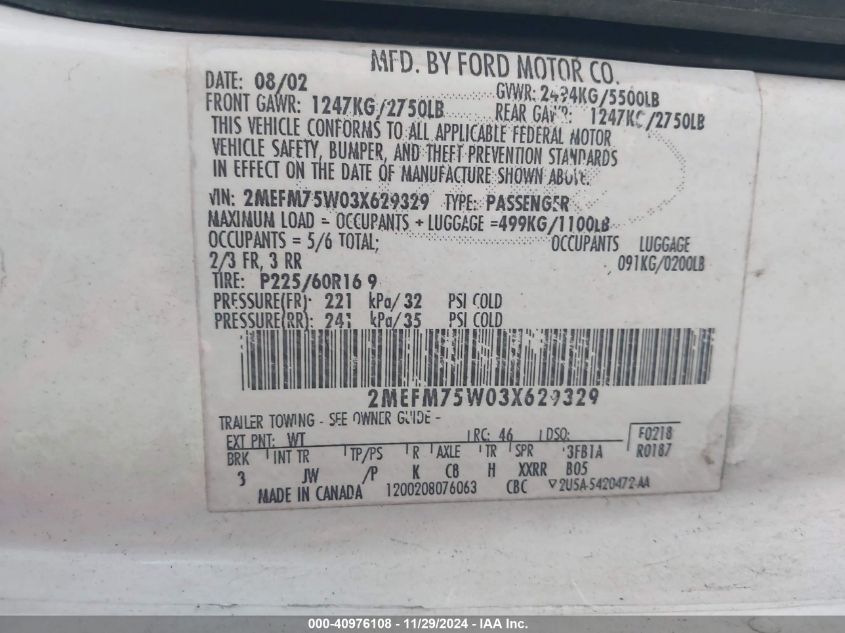 MFD. BY FORD MOTOR CO.
DATE: 08/02 GVWR: 2494KG/5500LB
FRONT GAWR: 1247KG/2750LB REAR GAWR: 1247KG/2750LB
THIS VEHICLE CONFORMS TO ALL APPLICABLE FEDERAL MOTOR
VEHICLE SAFETY, BUMPER, AND THEFT PREVENTION STANDARDS
IN EFFECT ON THE DATE OF MANUFACTURE SHOWN ABOVE.
VIN: 2MEFM75W03X629329 TYPE: PASSENGER
MAXIMUM LOAD = OCCUPANTS + LUGGAGE =499KG/1100LB
OCCUPANTS = 5/6 TOTAL; OCCUPANTS LUGGAGE
2/3 FR, 3 RR 091KG/0200LB
TIRE: P225/60R16 9
PRESSURE(FR): 221 kPa/32 PSI COLD
PRESSURE(RR): 241 kPa/35 PSI COLD
2MEFM75W03X629329
TRAILER TOWING - SEE OWNER GUIDE -
EXT PNT: WT RC: 46 DSO: F0218
BRK INT TR TP/PS R AXLE TR SPR 3FB1A R0187
3 JW /P K C8 H XXRR B05
MADE IN CANADA 1200208076063 CBC 2USA-5420472-AA
000-40976108 - 11/29/2024 - IAA Inc.